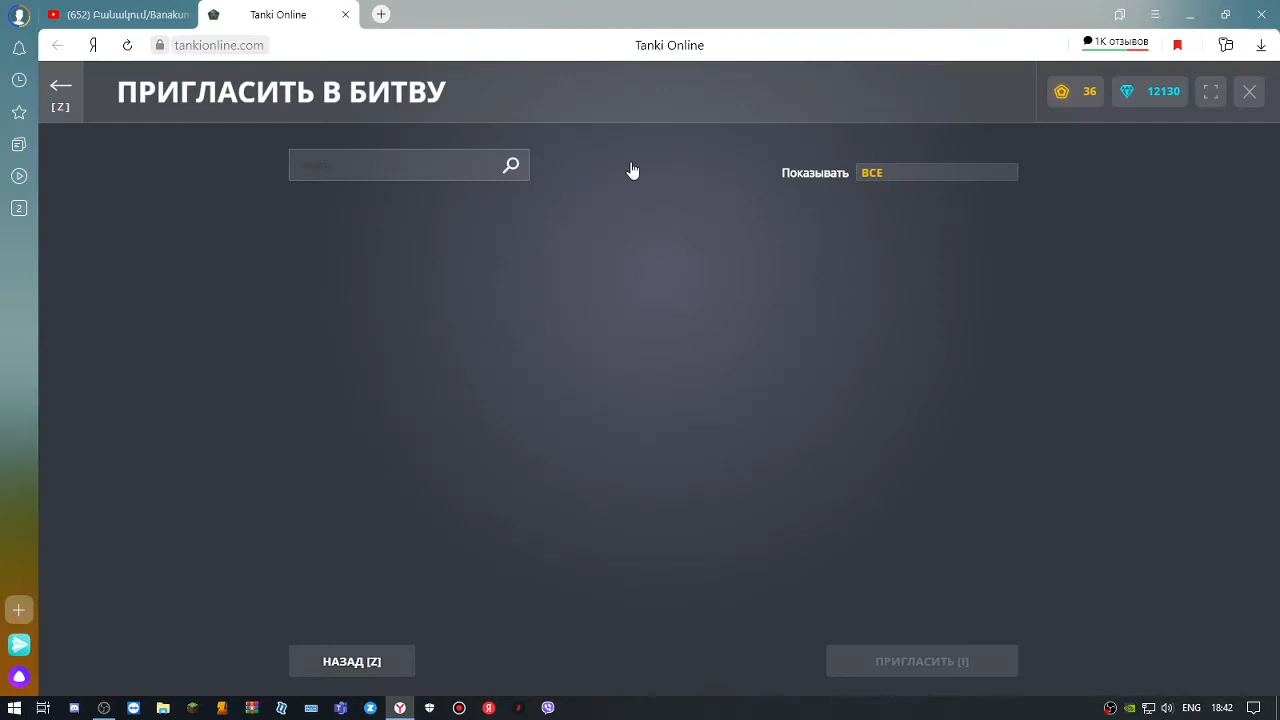 (652) Բանակում/Banakum
Tanki Online
tankionline.com
Tanki Online
1K отзывов
[Z]
ПРИГЛАСИТЬ В БИТВУ
36
12130
Показывать ВСЕ
2
НАЗАД [Z]
ПРИГЛАСИТЬ [I]
ENG
18:42